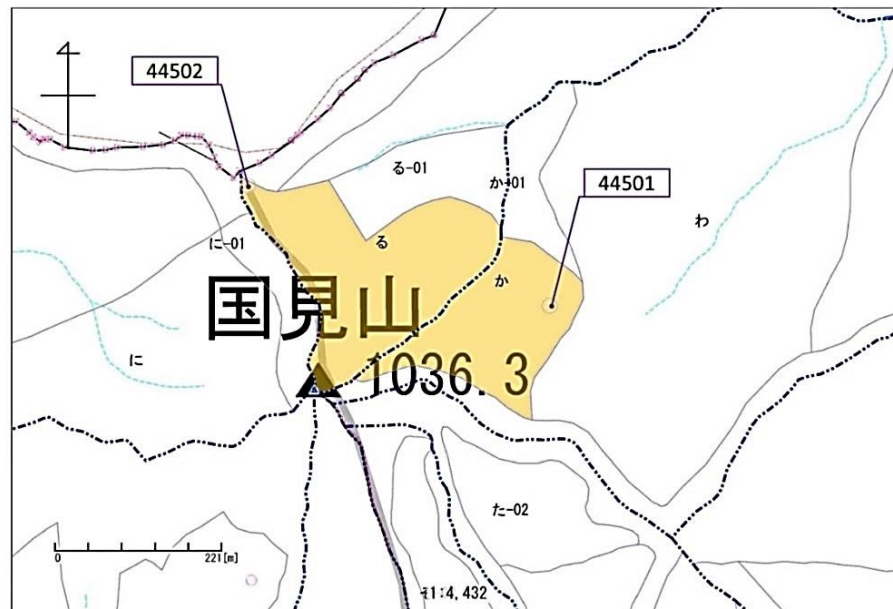 44502
る-01
か-01
44501
わ
に-01
る
か
国見山
に
1036.3
た-02
0
221[m]
1:4,432